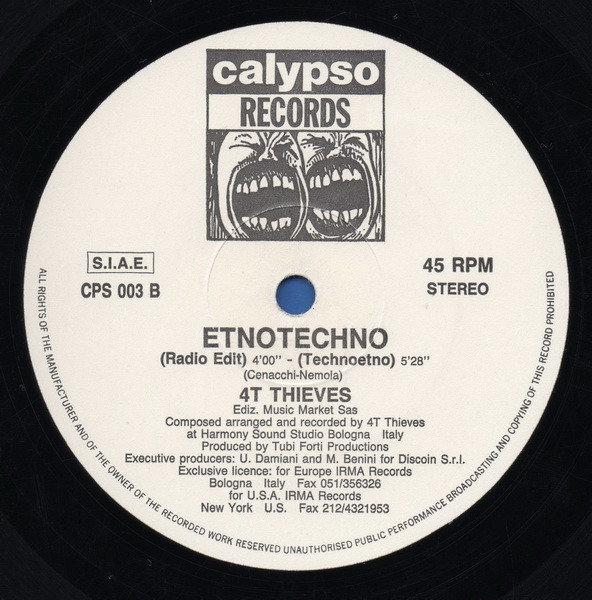 calypso
RECORDS
S.I.A.E.
CPS 003 B
45 RPM
STEREO
ETNOTECHNO
(Radio Edit) 4'00" - (Technoetno) 5'28"
(Cenacchi-Nemola)
4T THIEVES
Ediz. Music Market Sas
Composed arranged and recorded by 4T Thieves
at Harmony Sound Studio Bologna Italy
Produced by Tubi Forti Productions
Executive producers: U. Damiani and M. Benini for Discoin S.r.l.
Exclusive licence: for Europe IRMA Records
Bologna Italy Fax 051/356326
for U.S.A. IRMA Records
New York U.S. Fax 212/4321953
ALL RIGHTS OF THE MANUFACTURER AND OF THE OWNER OF THE RECORDED WORK RESERVED UNAUTHORISED PUBLIC PERFORMANCE BROADCASTING AND COPYING OF THIS RECORD PROHIBITED